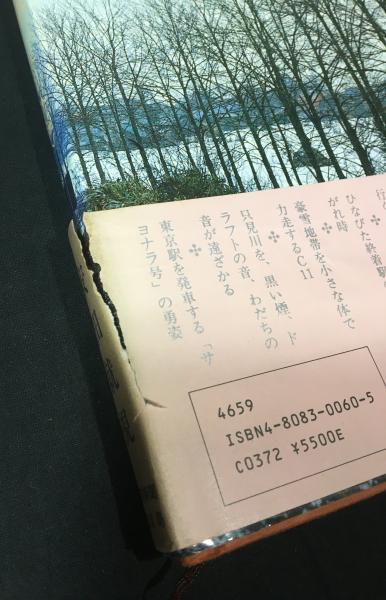 ひなびた終着駅の
がれ時
✣
豪雪地帯を小さな体で
力走するC11
✣
只見川を、黒い煙、ド
ラフトの音、わだちの
音が遠ざかる
✣
東京駅を発車する「サ
ヨナラ号」の勇姿
4659
ISBN4-8083-0060-5
C0372 ¥5500E